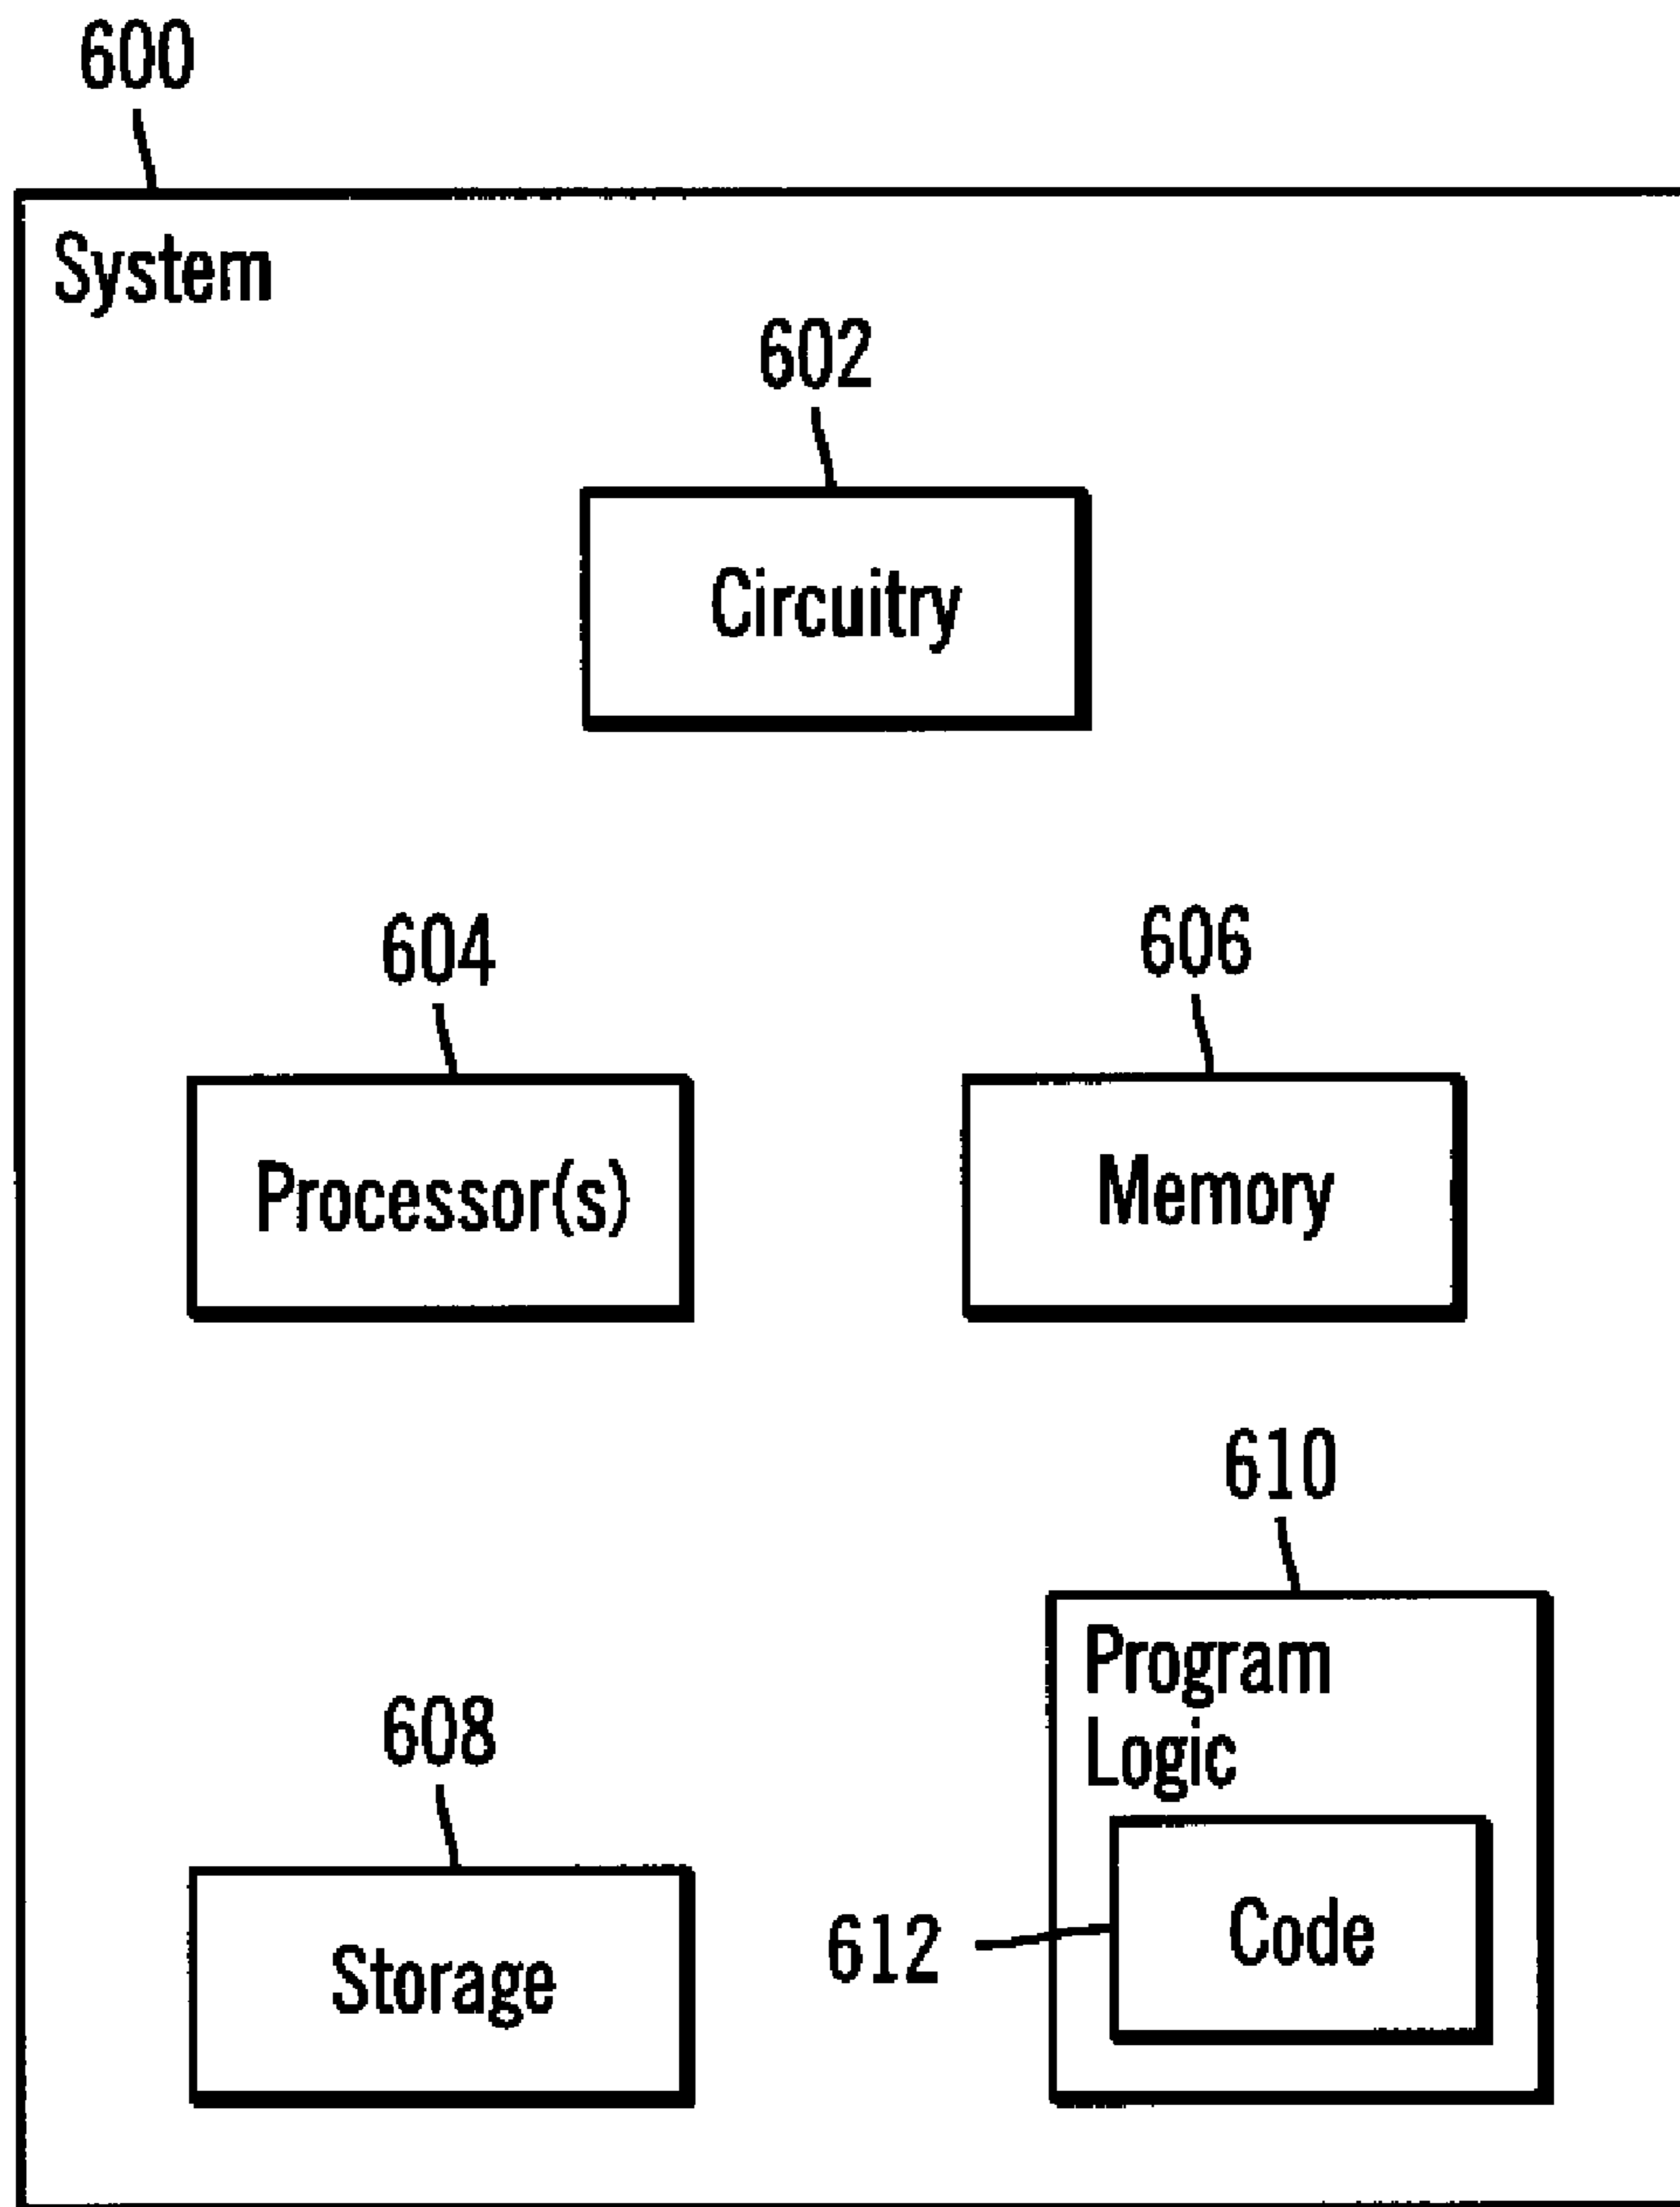 600
System
602
Circuitry
604
606
Processor(s)
Memory
610
Program
Logic
608
612
Code
Storage